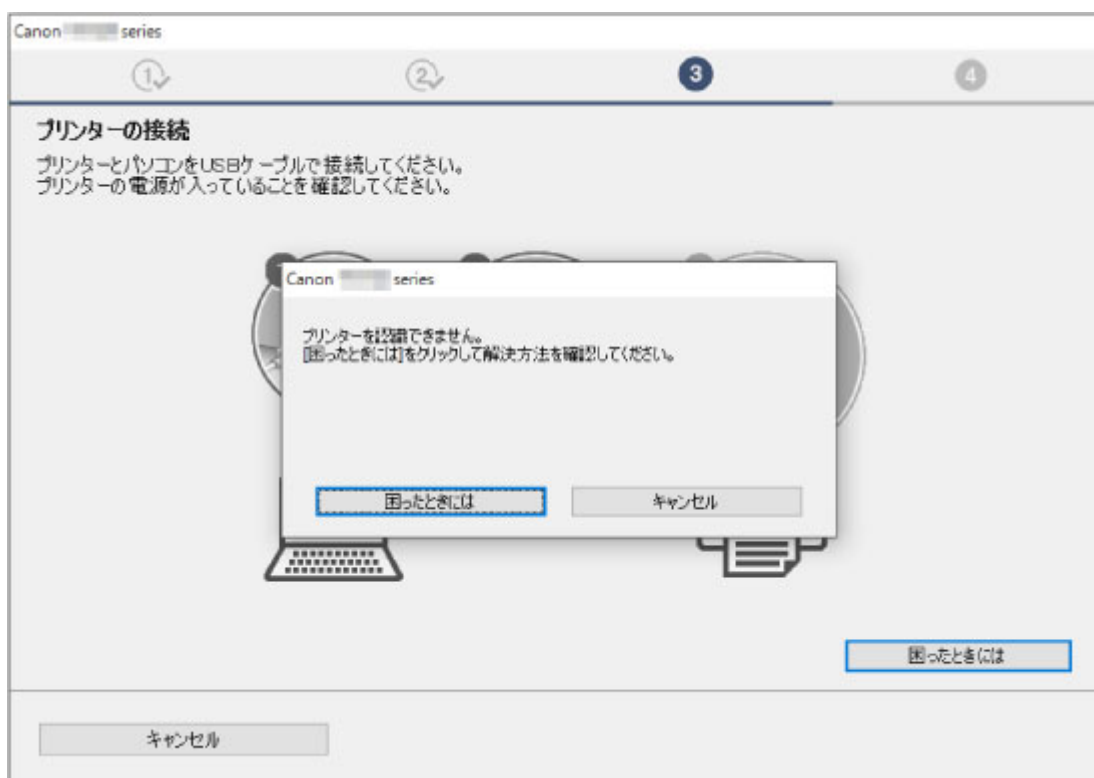 Canon series
1 2 3 4
プリンターの接続
プリンターとパソコンをUSBケーブルで接続してください。
プリンターの電源が入っていることを確認してください。
Canon series
プリンターを認識できません。
[困ったときには]をクリックして解決方法を確認してください。
困ったときには キャンセル
困ったときには
キャンセル